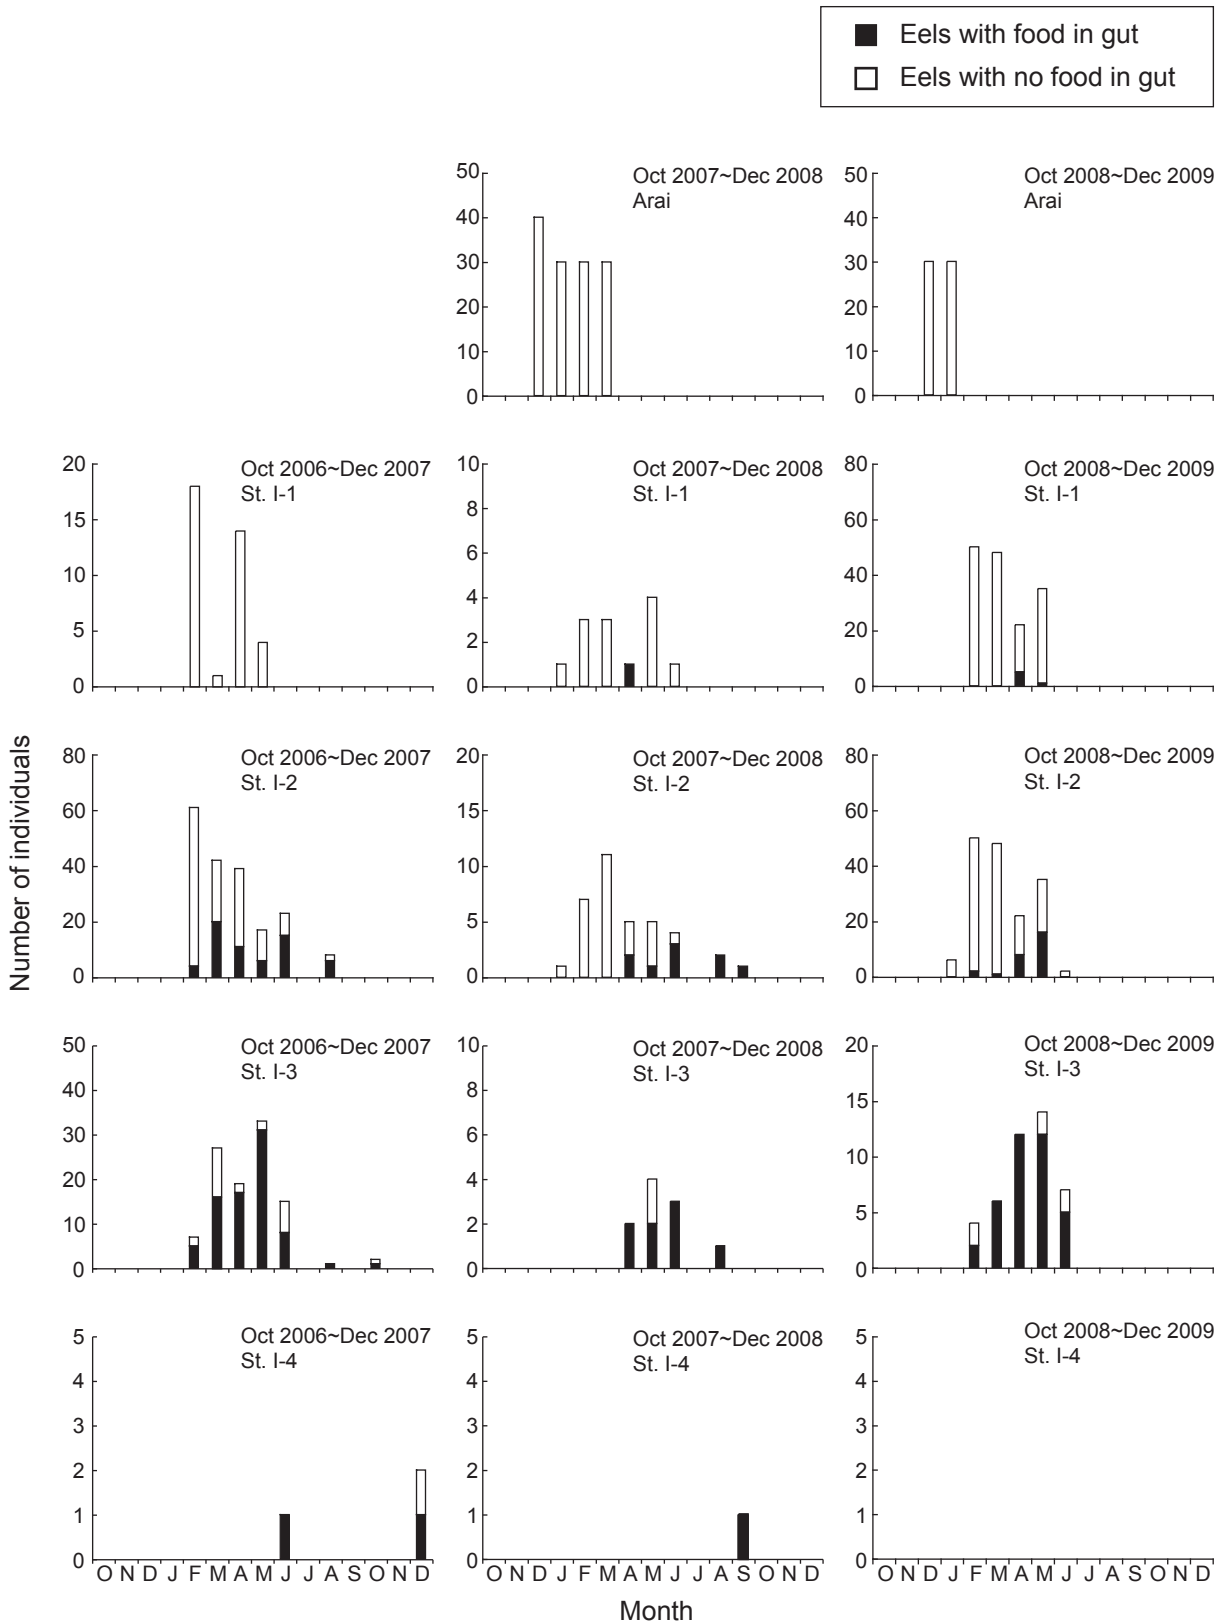 Eels with food in gut
Eels with no food in gut
Oct 2007~Dec 2008
Arai
50
40
30
20
10
0
Oct 2008~Dec 2009
Arai
50
40
30
20
10
0
Oct 2006~Dec 2007
St. I-1
20
15
10
5
0
Oct 2007~Dec 2008
St. I-1
10
8
6
4
2
0
Oct 2008~Dec 2009
St. I-1
80
60
40
20
0
Number of individuals
Oct 2006~Dec 2007
St. I-2
80
60
40
20
0
Oct 2007~Dec 2008
St. I-2
20
15
10
5
0
Oct 2008~Dec 2009
St. I-2
80
60
40
20
0
Oct 2006~Dec 2007
St. I-3
50
40
30
20
10
0
Oct 2007~Dec 2008
St. I-3
10
8
6
4
2
0
Oct 2008~Dec 2009
St. I-3
20
15
10
5
0
Oct 2006~Dec 2007
St. I-4
5
4
3
2
1
0
O N D J F M A M J J A S O N D
Oct 2007~Dec 2008
St. I-4
5
4
3
2
1
0
O N D J F M A M J J A S O N D
Oct 2008~Dec 2009
St. I-4
5
4
3
2
1
0
O N D J F M A M J J A S O N D
Month